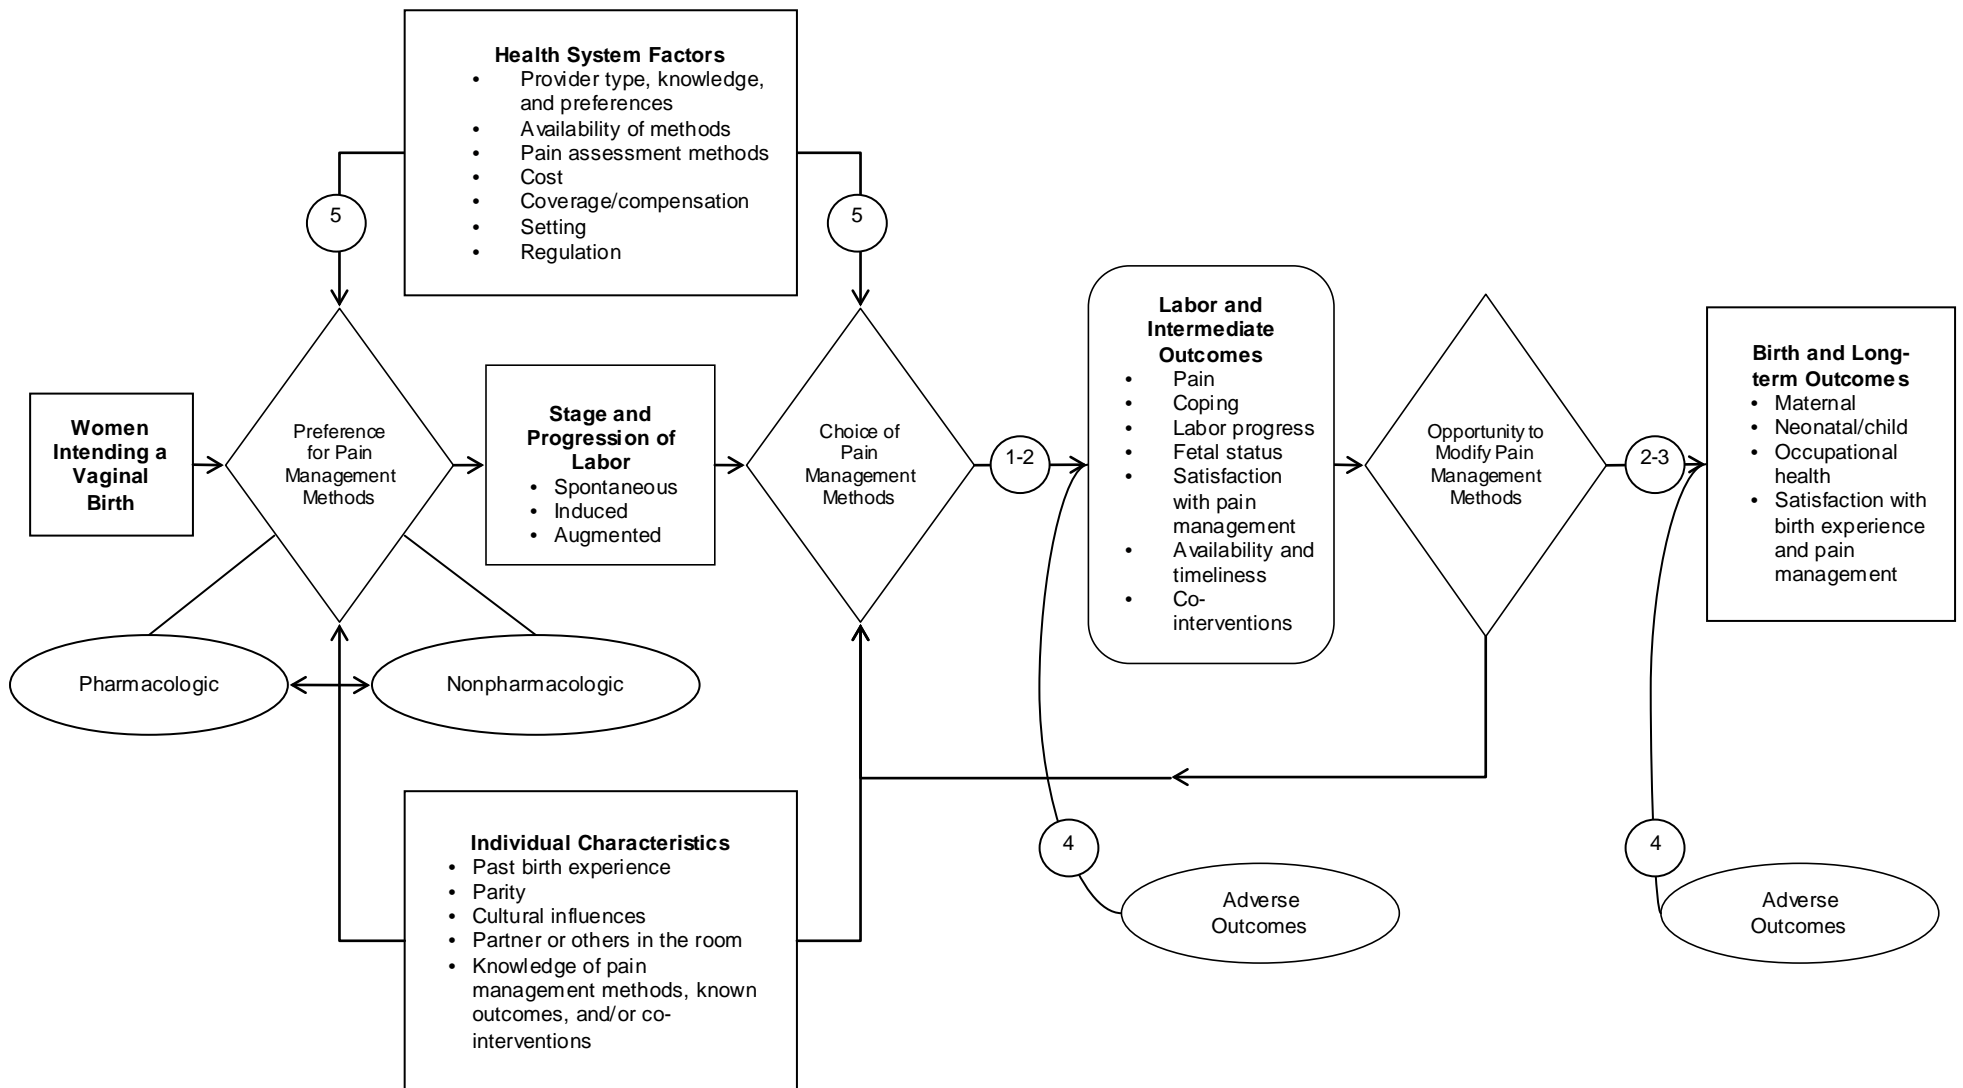 Health System Factors
• Provider type, knowledge,
and preferences
• Availability of methods
• Pain assessment methods
• Cost
• Coverage/compensation
• Setting
• Regulation
5
5
Women
Intending a
Vaginal
Birth
Preference
for Pain
Management
Methods
Stage and
Progression of
Labor
• Spontaneous
• Induced
• Augmented
Choice of
Pain
Management
Methods
1-2
Labor and
Intermediate
Outcomes
• Pain
• Coping
• Labor progress
• Fetal status
• Satisfaction
with pain
management
• Availability and
timeliness
• Co-
interventions
Opportunity to
Modify Pain
Management
Methods
2-3
Birth and Long-
term Outcomes
• Maternal
• Neonatal/child
• Occupational
health
• Satisfaction with
birth experience
and pain
management
Pharmacologic
Nonpharmacologic
Individual Characteristics
• Past birth experience
• Parity
• Cultural influences
• Partner or others in the room
• Knowledge of pain
management methods, known
outcomes, and/or co-
interventions
4
Adverse
Outcomes
4
Adverse
Outcomes